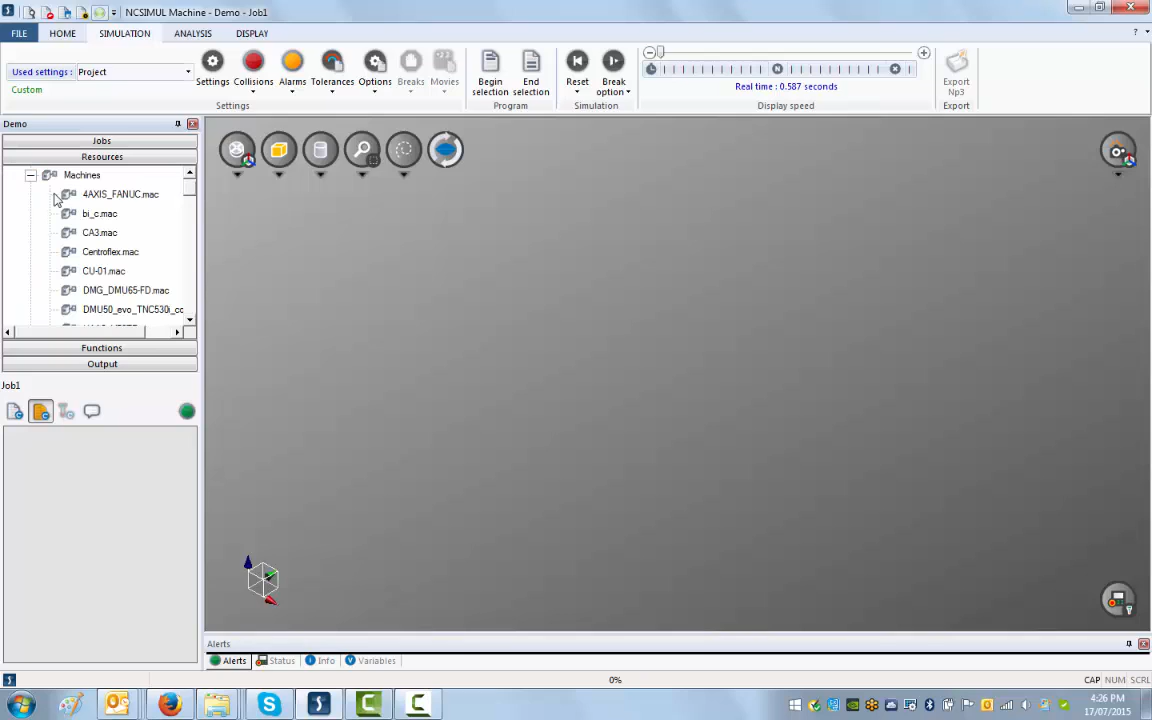 NCSIMUL Machine - Demo - Job1
FILE HOME SIMULATION ANALYSIS DISPLAY ?
Used settings : Project
Custom
Settings Collisions Alarms Tolerances Options Breaks Movies
Settings
Begin selection End selection
Program
Reset Break option
Simulation
N
Real time : 0.587 seconds
Display speed
Export Np3
Export
Demo
Jobs
Resources
Machines
4AXIS_FANUC.mac
bi_c.mac
CA3.mac
Centroflex.mac
CU-01.mac
DMG_DMU65-FD.mac
DMU50_evo_TNC530i_cc
Functions
Output
Job1
Alerts
Alerts Status Info Variables
0%
CAP NUM SCRL
4:26 PM
17/07/2015